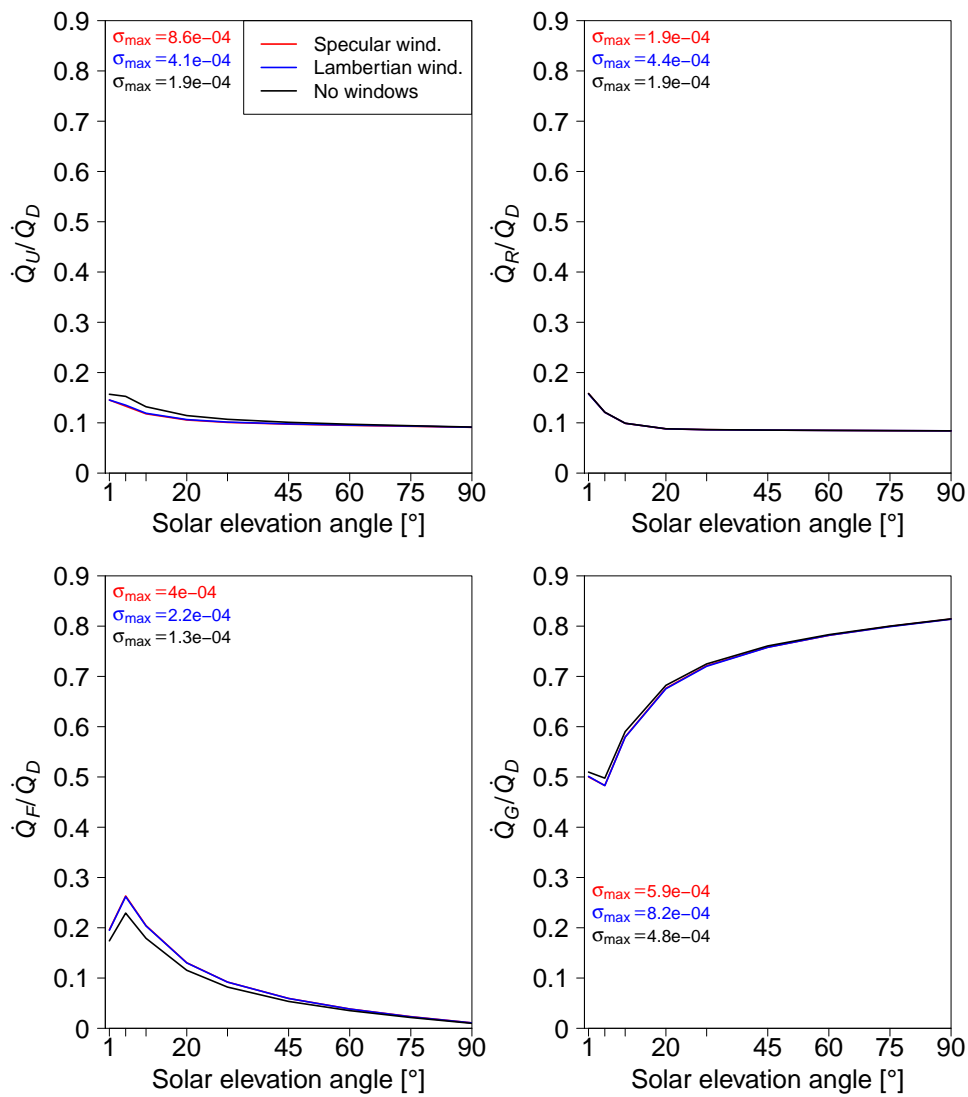 0.9
0.8
0.7
0.6
0.5
0.4
0.3
0.2
0.1
0
Q̇_U/Q̇_D
σmax=8.6e−04
σmax=4.1e−04
σmax=1.9e−04
Specular wind.
Lambertian wind.
No windows
1 20 45 60 75 90
Solar elevation angle [°]
0.9
0.8
0.7
0.6
0.5
0.4
0.3
0.2
0.1
0
Q̇_R/Q̇_D
σmax=1.9e−04
σmax=4.4e−04
σmax=1.9e−04
1 20 45 60 75 90
Solar elevation angle [°]
0.9
0.8
0.7
0.6
0.5
0.4
0.3
0.2
0.1
0
Q̇_F/Q̇_D
σmax=4e−04
σmax=2.2e−04
σmax=1.3e−04
1 20 45 60 75 90
Solar elevation angle [°]
0.9
0.8
0.7
0.6
0.5
0.4
0.3
0.2
0.1
0
Q̇_G/Q̇_D
σmax=5.9e−04
σmax=8.2e−04
σmax=4.8e−04
1 20 45 60 75 90
Solar elevation angle [°]